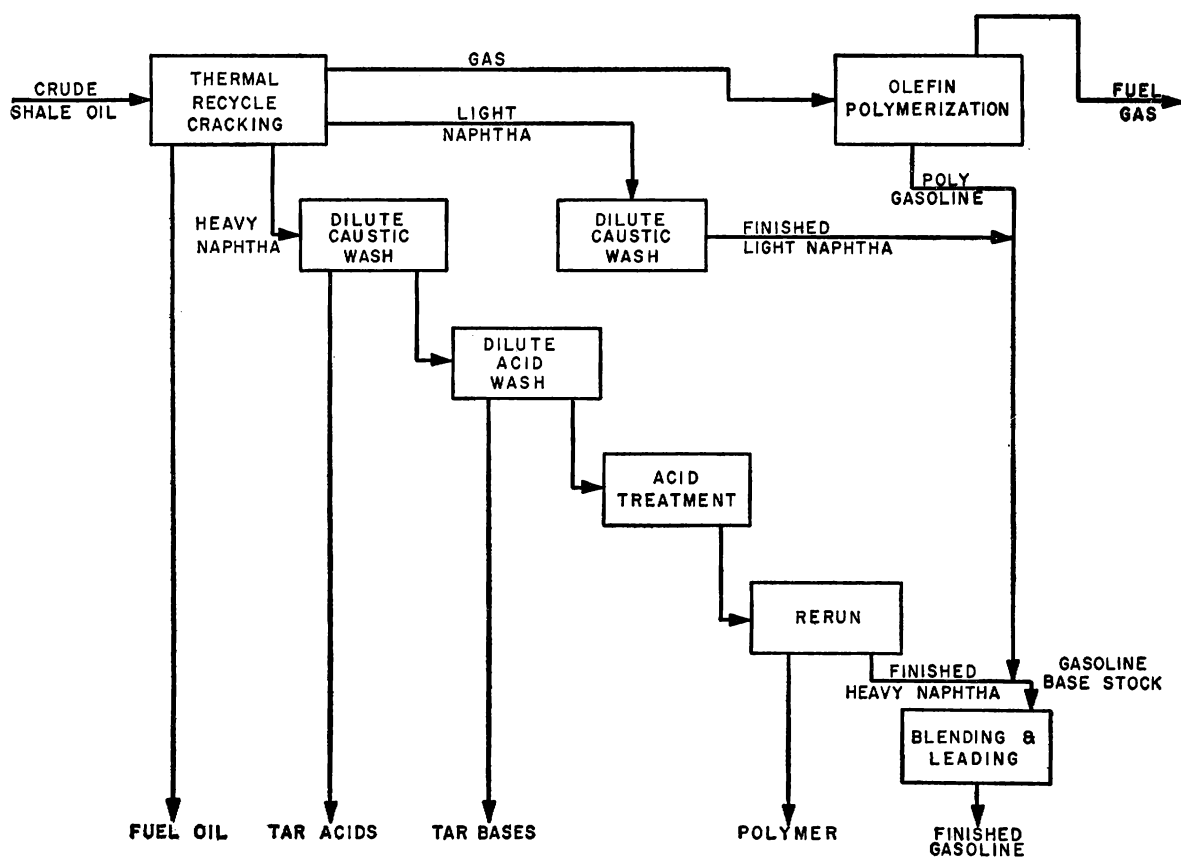 CRUDE
SHALE OIL
THERMAL
RECYCLE
CRACKING
GAS
LIGHT
NAPHTHA
OLEFIN
POLYMERIZATION
FUEL
GAS
POLY
GASOLINE
HEAVY
NAPHTHA
DILUTE
CAUSTIC
WASH
DILUTE
CAUSTIC
WASH
FINISHED
LIGHT NAPHTHA
DILUTE
ACID
WASH
ACID
TREATMENT
RERUN
FINISHED
HEAVY NAPHTHA
GASOLINE
BASE STOCK
BLENDING &
LEADING
FUEL OIL
TAR ACIDS
TAR BASES
POLYMER
FINISHED
GASOLINE